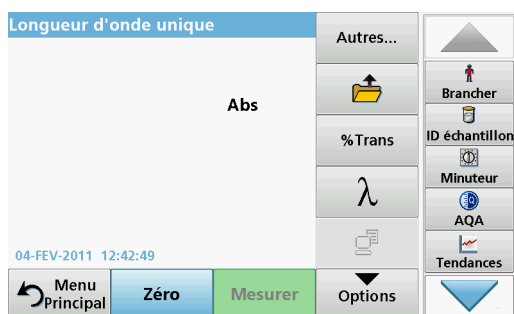 Longueur d'onde unique
Abs
04-FEV-2011 12:42:49
Autres...
%Trans
λ
Options
Menu
Principal
Zéro
Mesurer
Brancher
ID échantillon
Minuteur
AQA
Tendances